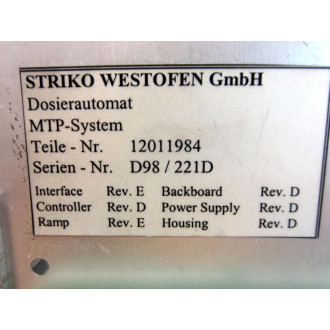 STRIKO WESTOFEN GmbH
Dosierautomat
MTP-System
Teile - Nr. 12011984
Serien - Nr. D98 / 221D
Interface Rev. E Backboard Rev. D
Controller Rev. D Power Supply Rev. D
Ramp Rev. E Housing Rev. D